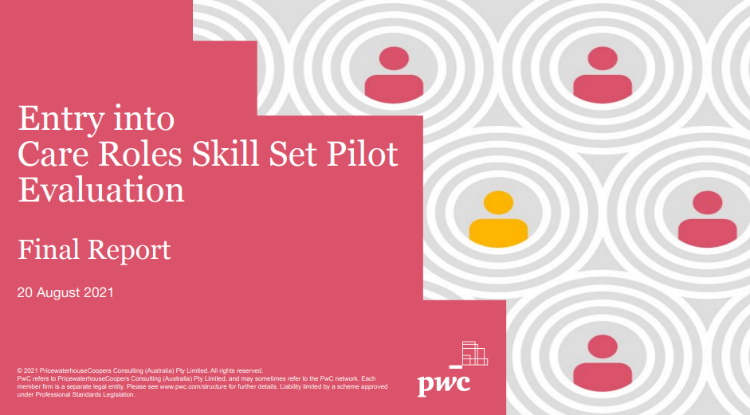 Entry into
Care Roles Skill Set Pilot
Evaluation
Final Report
20 August 2021
© 2021 PricewaterhouseCoopers Consulting (Australia) Pty Limited. All rights reserved.
PwC refers to PricewaterhouseCoopers Consulting (Australia) Pty Limited, and may sometimes refer to the PwC network. Each
member firm is a separate legal entity. Please see www.pwc.com/structure for further details. Liability limited by a scheme approved
under Professional Standards Legislation.
pwc